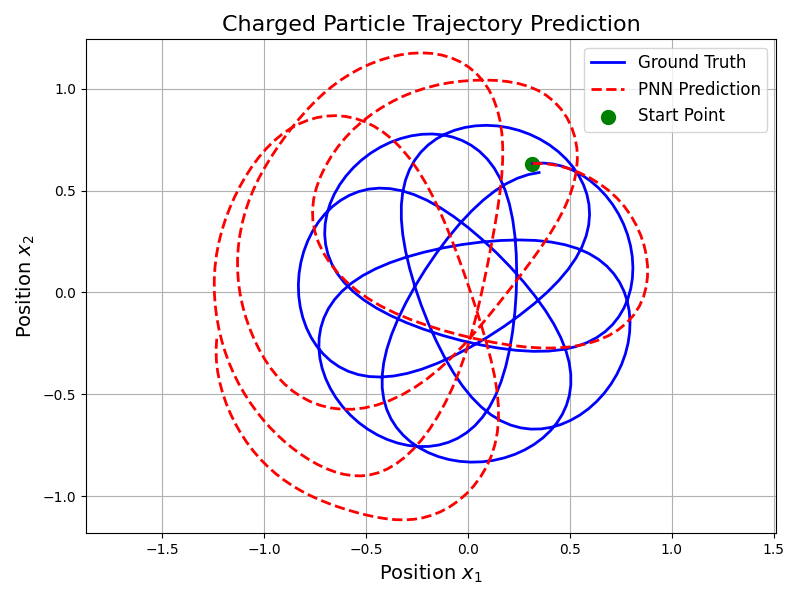 Charged Particle Trajectory Prediction
Ground Truth
PNN Prediction
Start Point
Position $x_2$
1.0
0.5
0.0
−0.5
−1.0
−1.5
−1.0
−0.5
0.0
0.5
1.0
1.5
Position $x_1$